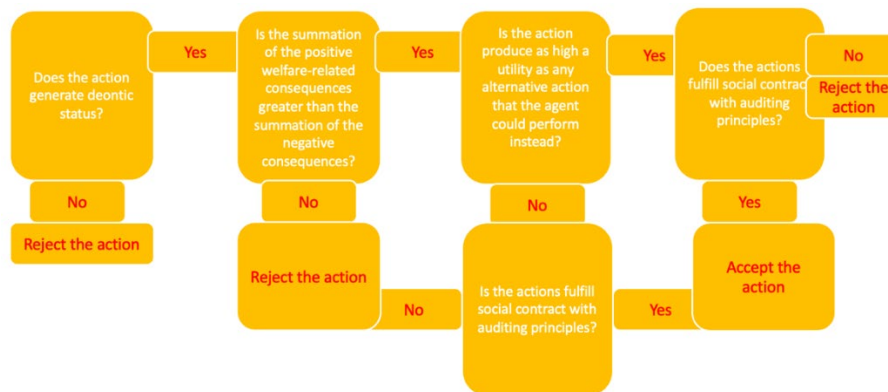 Does the action
generate deontic
status?
Yes
Is the summation
of the positive
welfare-related
consequences
greater than the
summation of the
negative
consequences?
Yes
Is the action
produce as high a
utility as any
alternative action
that the agent
could perform
instead?
Yes
Does the actions
fulfill social contract
with auditing
principles?
No
Reject the
action
No
Reject the action
No
Reject the action
No
No
Is the actions fulfill
social contract with
auditing principles?
Yes
Yes
Accept the
action